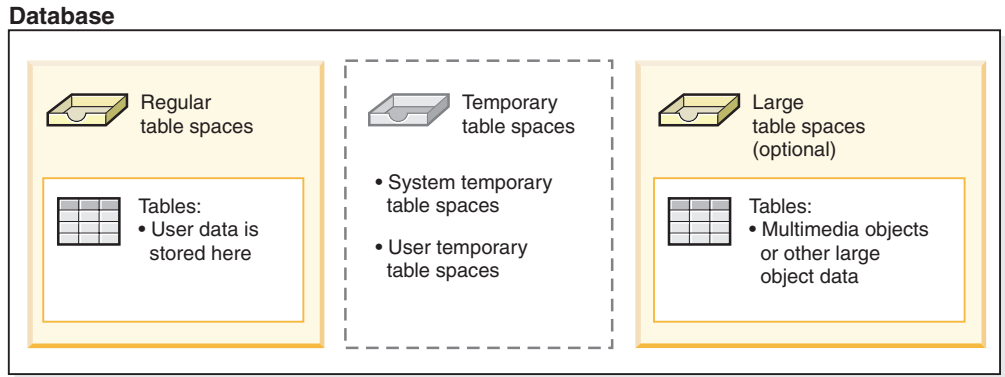 Database
Regular
table spaces
Tables:
• User data is
stored here
Temporary
table spaces
• System temporary
table spaces
• User temporary
table spaces
Large
table spaces
(optional)
Tables:
• Multimedia objects
or other large
object data